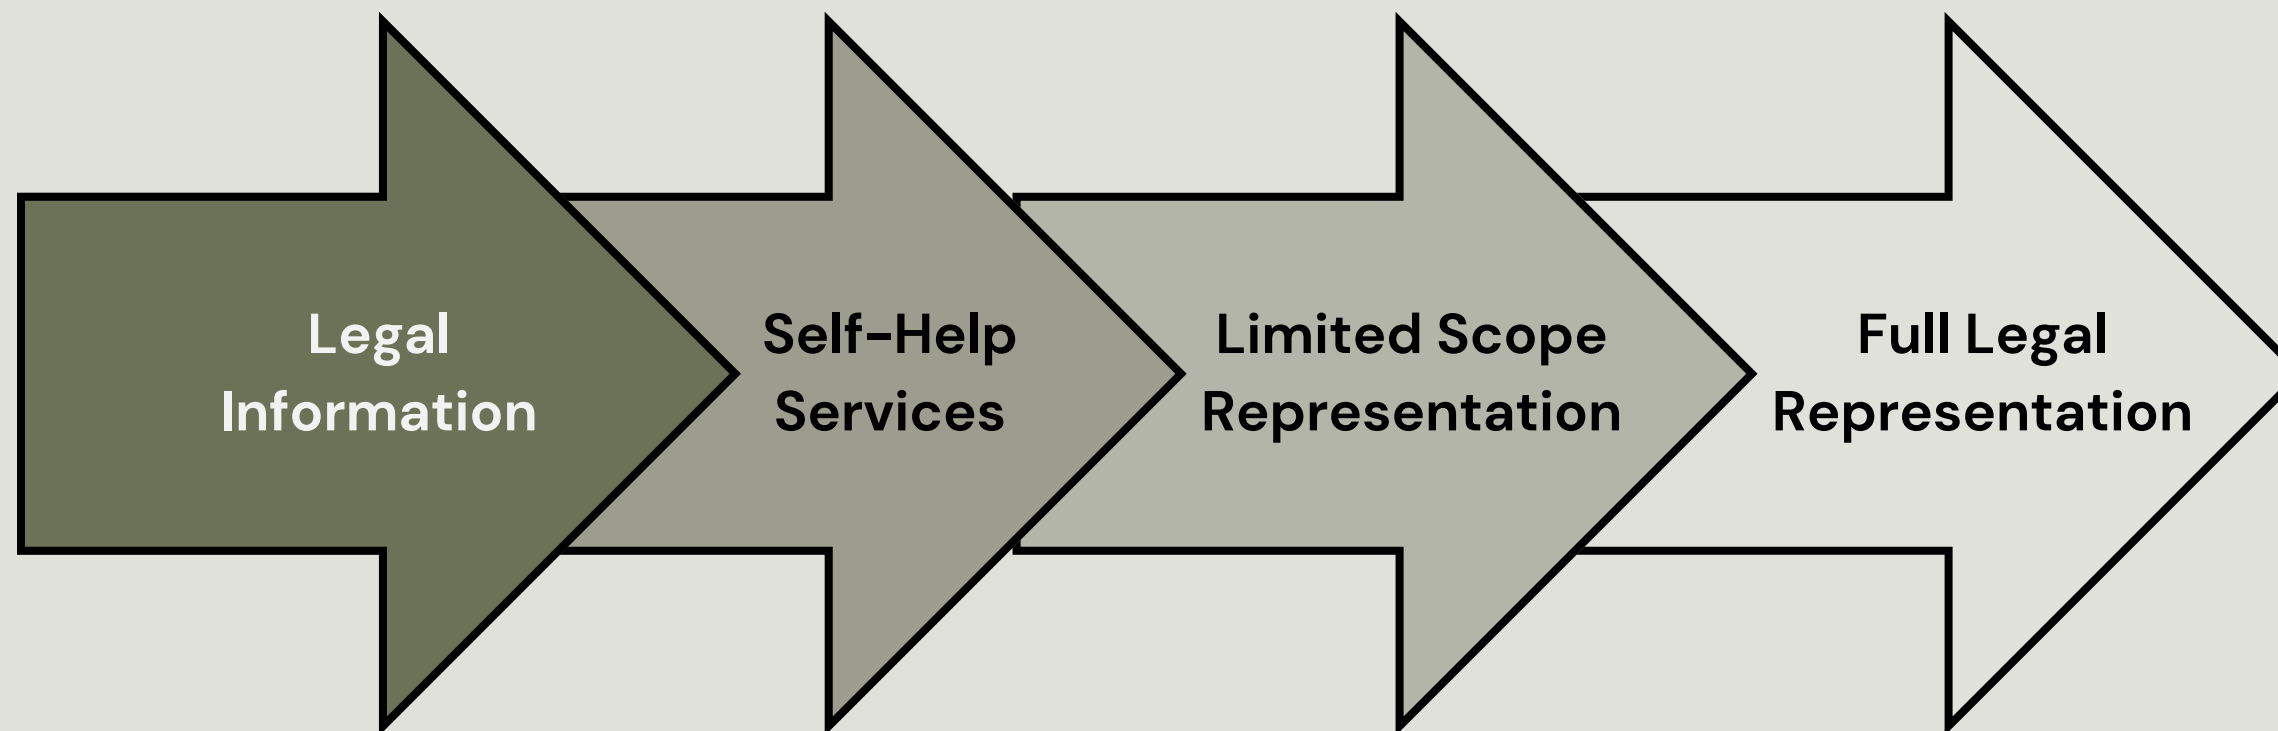 Legal
Information
Self-Help
Services
Limited Scope
Representation
Full Legal
Representation